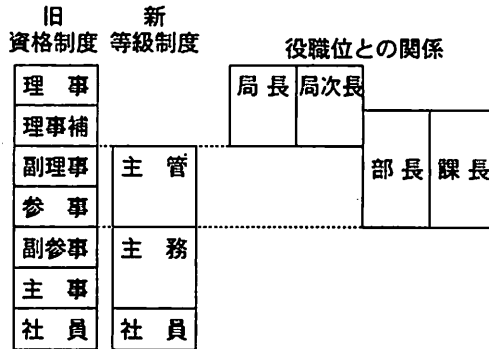 旧 新
資格制度 等級制度 役職位との関係
理 事 局 長 局次長
理事補
副理事 主 管 部 長 課 長
参 事
副参事 主 務
主 事
社 員 社 員